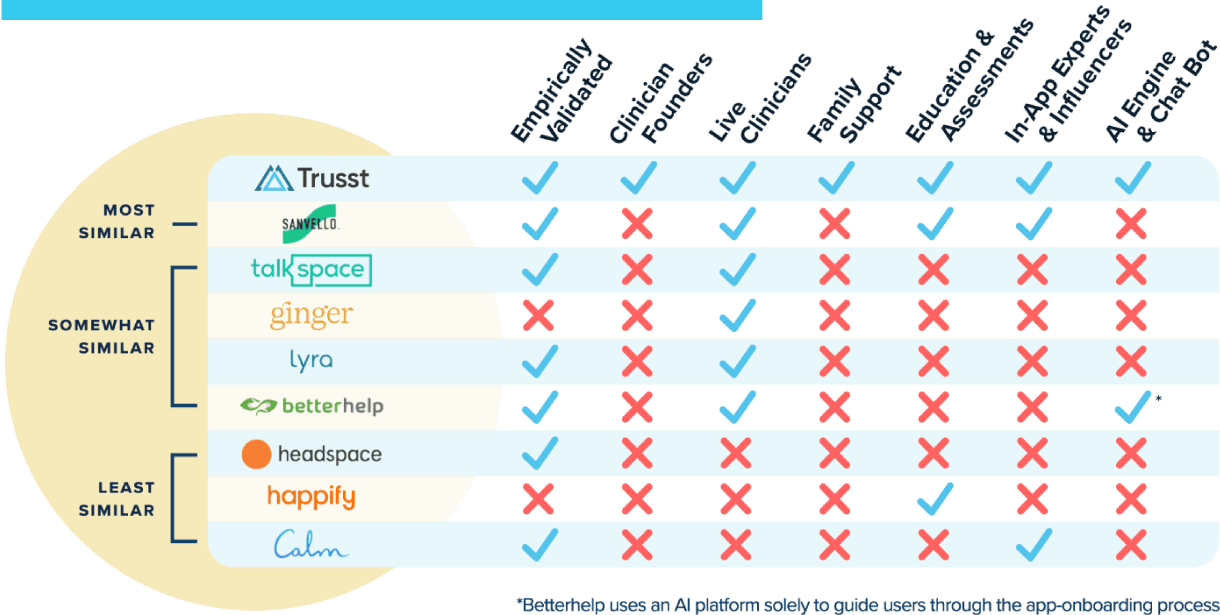 Empirically
Validated
Clinician
Founders
Live
Clinicians
Family
Support
Education &
Assessments
In-App Experts
& Influencers
AI Engine
& Chat Bot
Trusst
MOST
SIMILAR
SANVELLO
talkspace
ginger
SOMEWHAT
SIMILAR
lyra
betterhelp
*
headspace
LEAST
SIMILAR
happify
Calm
*Betterhelp uses an AI platform solely to guide users through the app-onboarding process